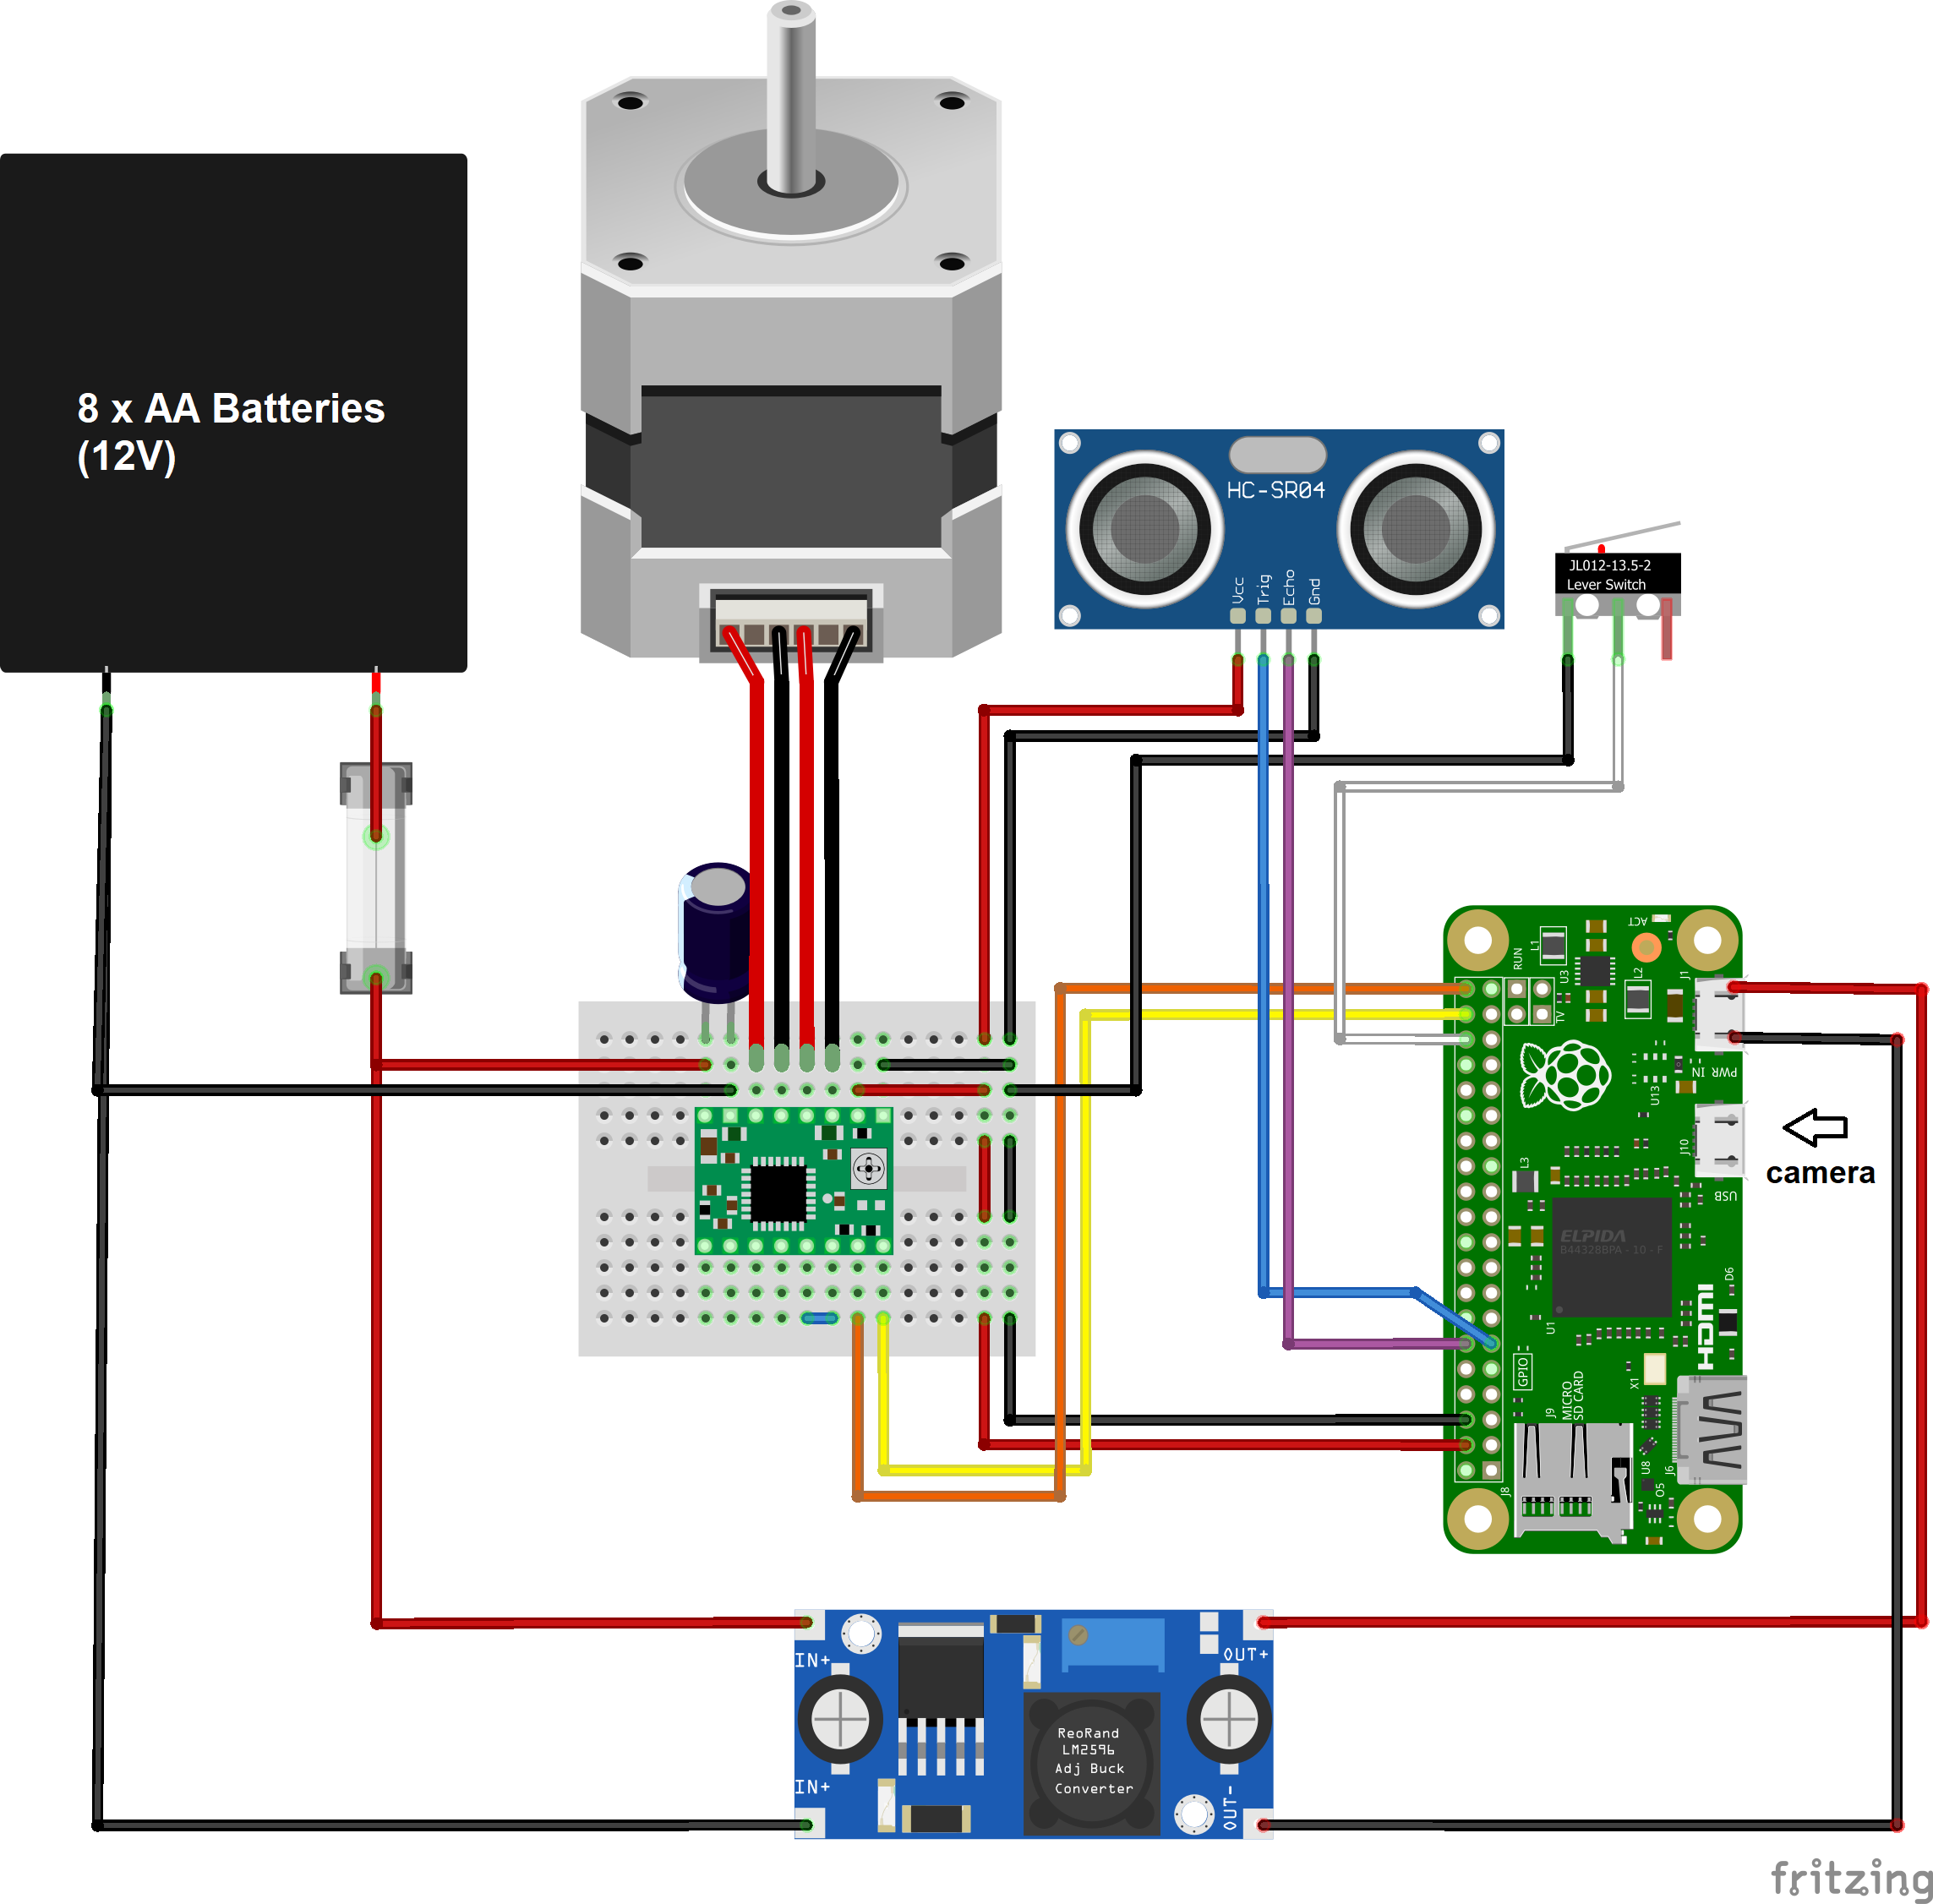 8 x AA Batteries
(12V)
HC-SR04
Vcc
Trig
Echo
Gnd
JL012-13.5-2
Lever Switch
ACT
RUN
L1
U3
L2
J1
TV
PWR IN
U13
J10
USB
L3
camera
ELPIDA
B4432BBPA - 10 - F
D6
U1
HDMI
GPIO
X1
MICRO
SD CARD
J9
U8
J6
O5
J8
IN+
OUT+
ReoRand
LM2596
Adj Buck
Converter
IN+
OUT-
fritzing